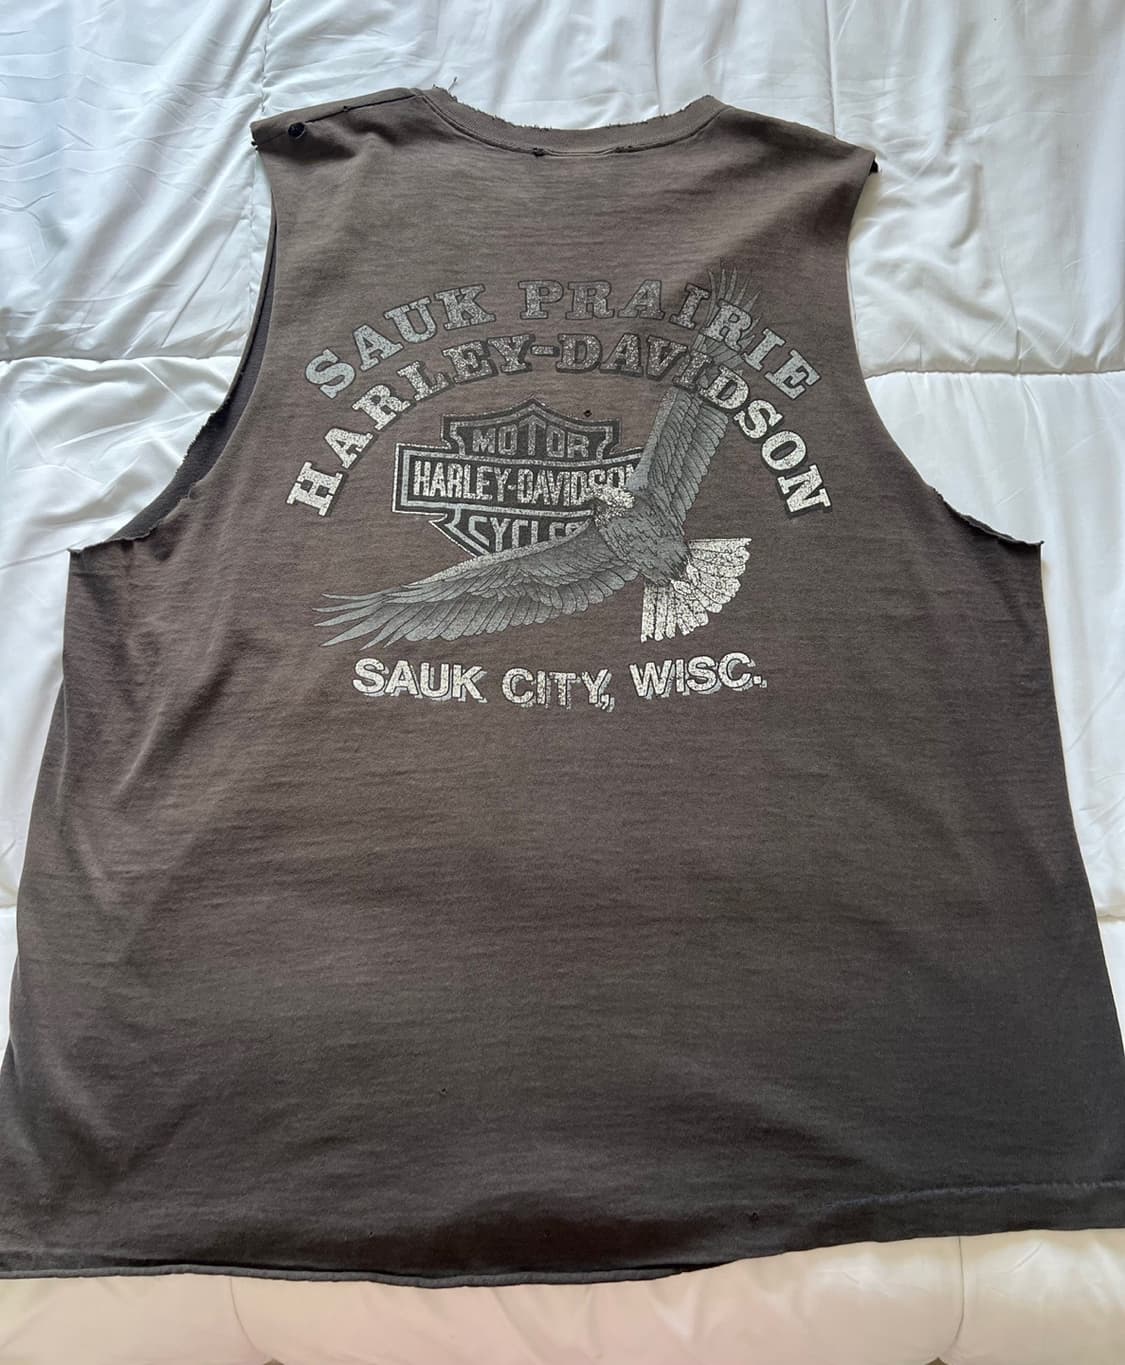 SAUK PRAIRIE
HARLEY-DAVIDSON
MOTOR
HARLEY-DAVIDSON
CYCLES
SAUK CITY, WISC.